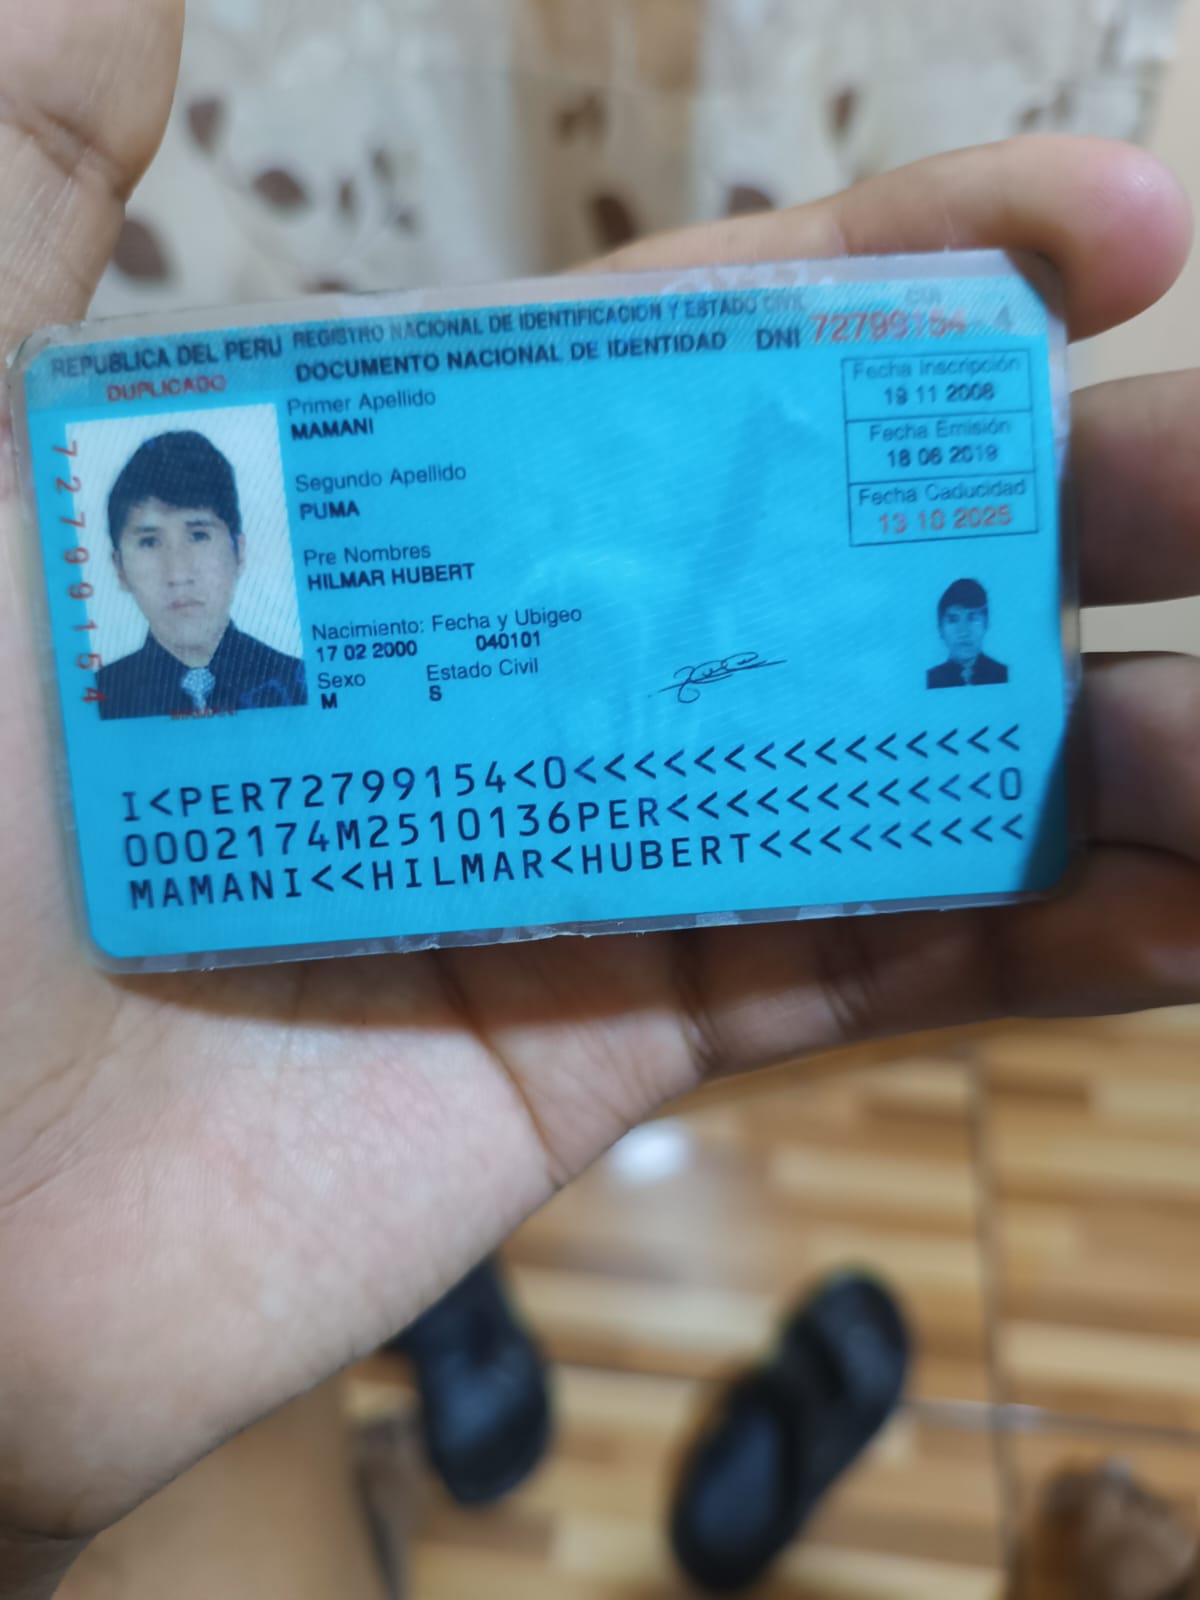 REPUBLICA DEL PERU
REGISTRO NACIONAL DE IDENTIFICACION Y ESTADO CIVIL
CUI
DUPLICADO
DOCUMENTO NACIONAL DE IDENTIDAD
DNI 72799154 - 4
72799154
Primer Apellido
MAMANI
Segundo Apellido
PUMA
Pre Nombres
HILMAR HUBERT
Nacimiento: Fecha y Ubigeo
17 02 2000 040101
Sexo Estado Civil
M S
Fecha Inscripción
19 11 2008
Fecha Emisión
18 06 2019
Fecha Caducidad
13 10 2025
I<PER72799154<0<<<<<<<<<<<<<<<
0002174M2510136PER<<<<<<<<<<<0
MAMANI<<HILMAR<HUBERT<<<<<<<<<